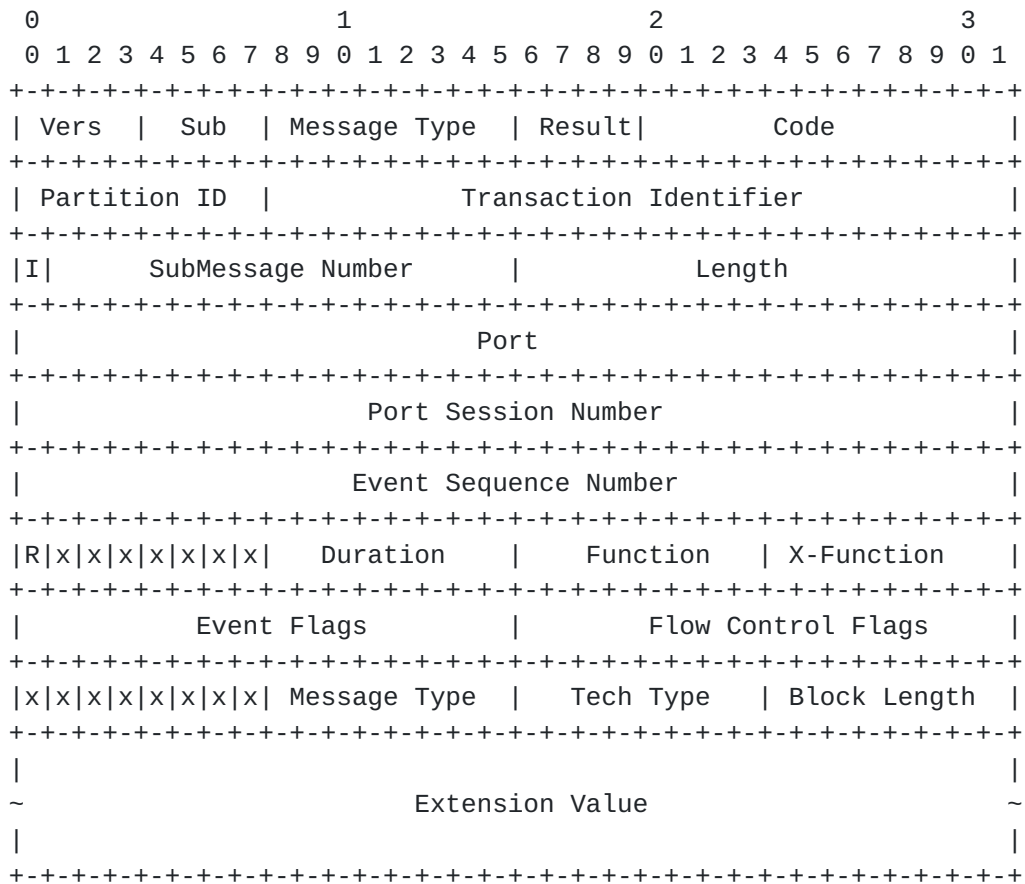 0                   1                   2                   3
 0 1 2 3 4 5 6 7 8 9 0 1 2 3 4 5 6 7 8 9 0 1 2 3 4 5 6 7 8 9 0 1
+-+-+-+-+-+-+-+-+-+-+-+-+-+-+-+-+-+-+-+-+-+-+-+-+-+-+-+-+-+-+-+-+
| Vers  |  Sub  | Message Type  | Result|        Code           |
+-+-+-+-+-+-+-+-+-+-+-+-+-+-+-+-+-+-+-+-+-+-+-+-+-+-+-+-+-+-+-+-+
| Partition ID  |            Transaction Identifier             |
+-+-+-+-+-+-+-+-+-+-+-+-+-+-+-+-+-+-+-+-+-+-+-+-+-+-+-+-+-+-+-+-+
|I|      SubMessage Number      |           Length              |
+-+-+-+-+-+-+-+-+-+-+-+-+-+-+-+-+-+-+-+-+-+-+-+-+-+-+-+-+-+-+-+-+
|                             Port                              |
+-+-+-+-+-+-+-+-+-+-+-+-+-+-+-+-+-+-+-+-+-+-+-+-+-+-+-+-+-+-+-+-+
|                      Port Session Number                      |
+-+-+-+-+-+-+-+-+-+-+-+-+-+-+-+-+-+-+-+-+-+-+-+-+-+-+-+-+-+-+-+-+
|                     Event Sequence Number                     |
+-+-+-+-+-+-+-+-+-+-+-+-+-+-+-+-+-+-+-+-+-+-+-+-+-+-+-+-+-+-+-+-+
|R|x|x|x|x|x|x|x|   Duration    |    Function   | X-Function    |
+-+-+-+-+-+-+-+-+-+-+-+-+-+-+-+-+-+-+-+-+-+-+-+-+-+-+-+-+-+-+-+-+
|           Event Flags         |        Flow Control Flags     |
+-+-+-+-+-+-+-+-+-+-+-+-+-+-+-+-+-+-+-+-+-+-+-+-+-+-+-+-+-+-+-+-+
|x|x|x|x|x|x|x|x| Message Type  |   Tech Type   | Block Length  |
+-+-+-+-+-+-+-+-+-+-+-+-+-+-+-+-+-+-+-+-+-+-+-+-+-+-+-+-+-+-+-+-+
|                                                               |
~                         Extension Value                       ~
|                                                               |
+-+-+-+-+-+-+-+-+-+-+-+-+-+-+-+-+-+-+-+-+-+-+-+-+-+-+-+-+-+-+-+-+